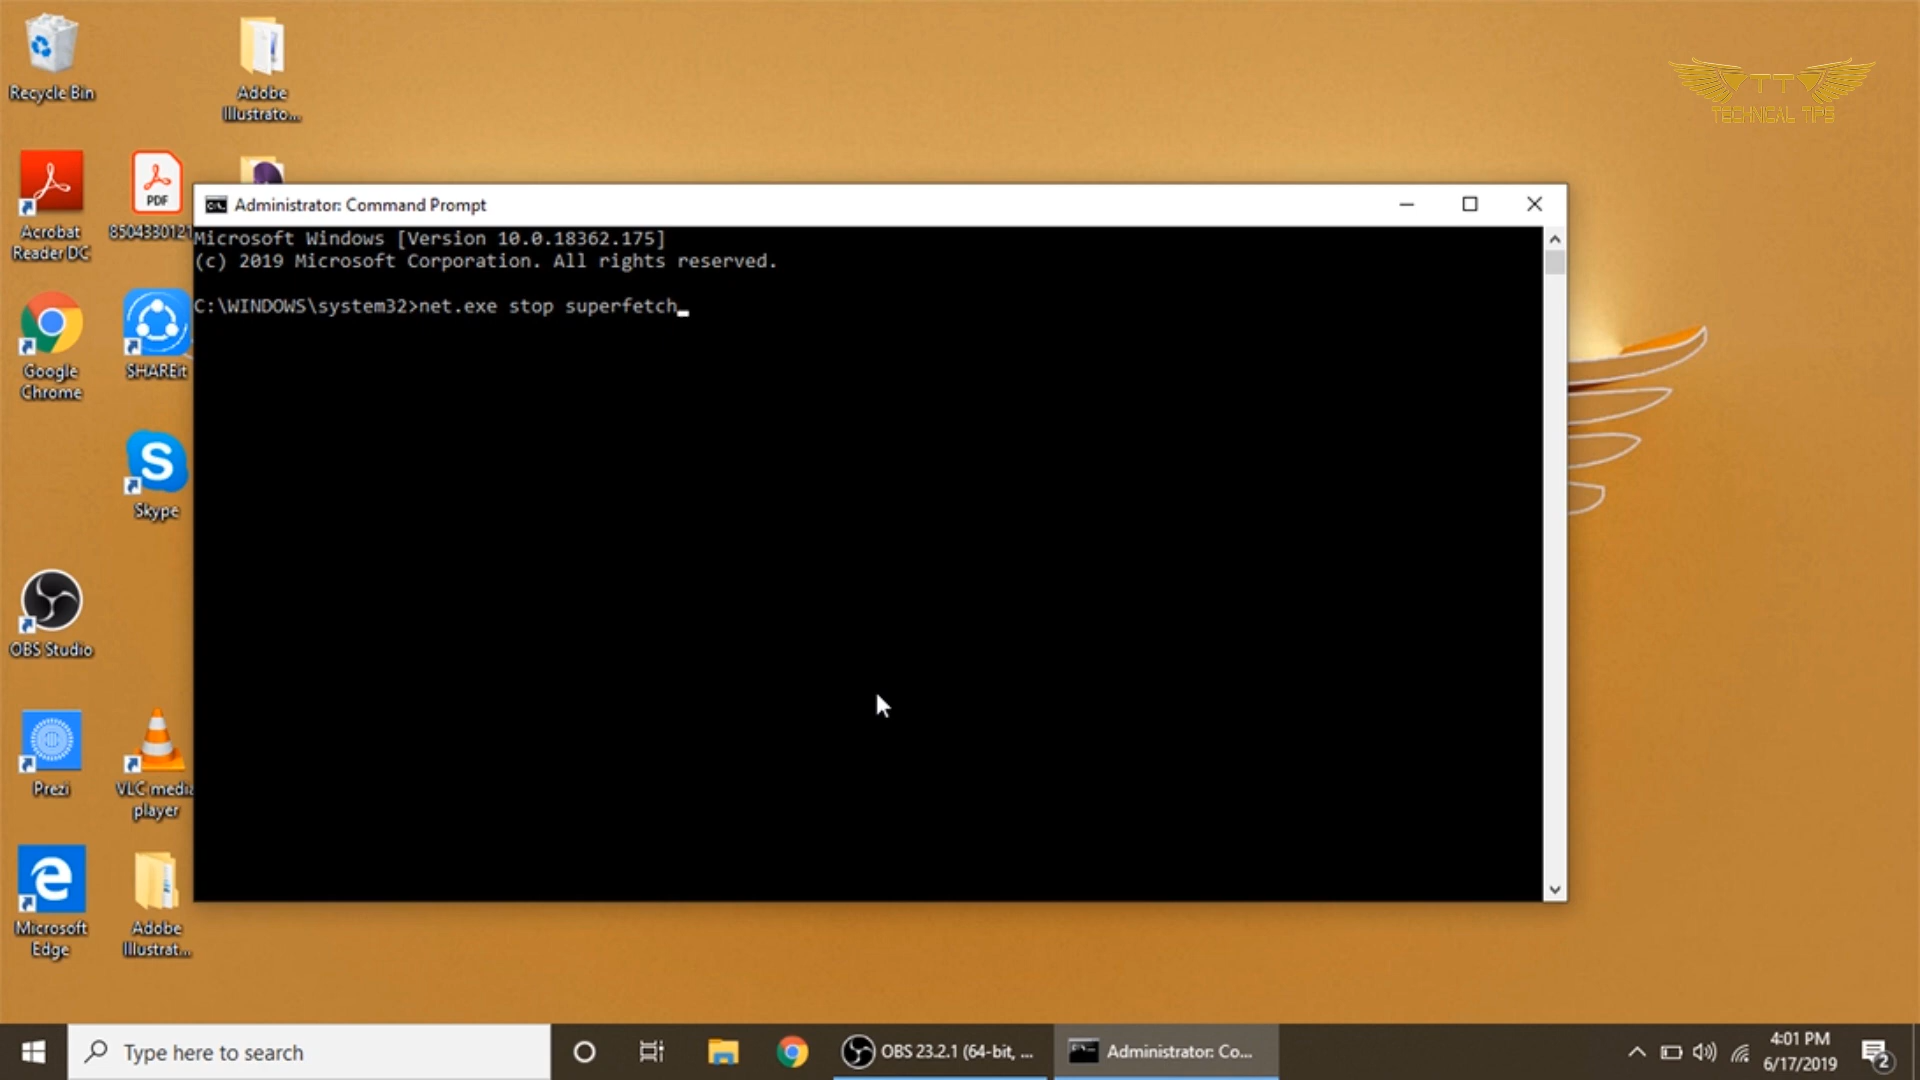 Recycle Bin
Adobe
Illustrato...
TT
TECHNICAL TIPS
PDF
Acrobat
Reader DC
8504330121
Administrator: Command Prompt
Microsoft Windows [Version 10.0.18362.175]
(c) 2019 Microsoft Corporation. All rights reserved.
C:\WINDOWS\system32>net.exe stop superfetch
Google
Chrome
SHAREit
Skype
OBS Studio
Prezi
VLC media
player
Microsoft
Edge
Adobe
Illustrat...
Type here to search
OBS 23.2.1 (64-bit, ...
Administrator: Co...
4:01 PM
6/17/2019
2